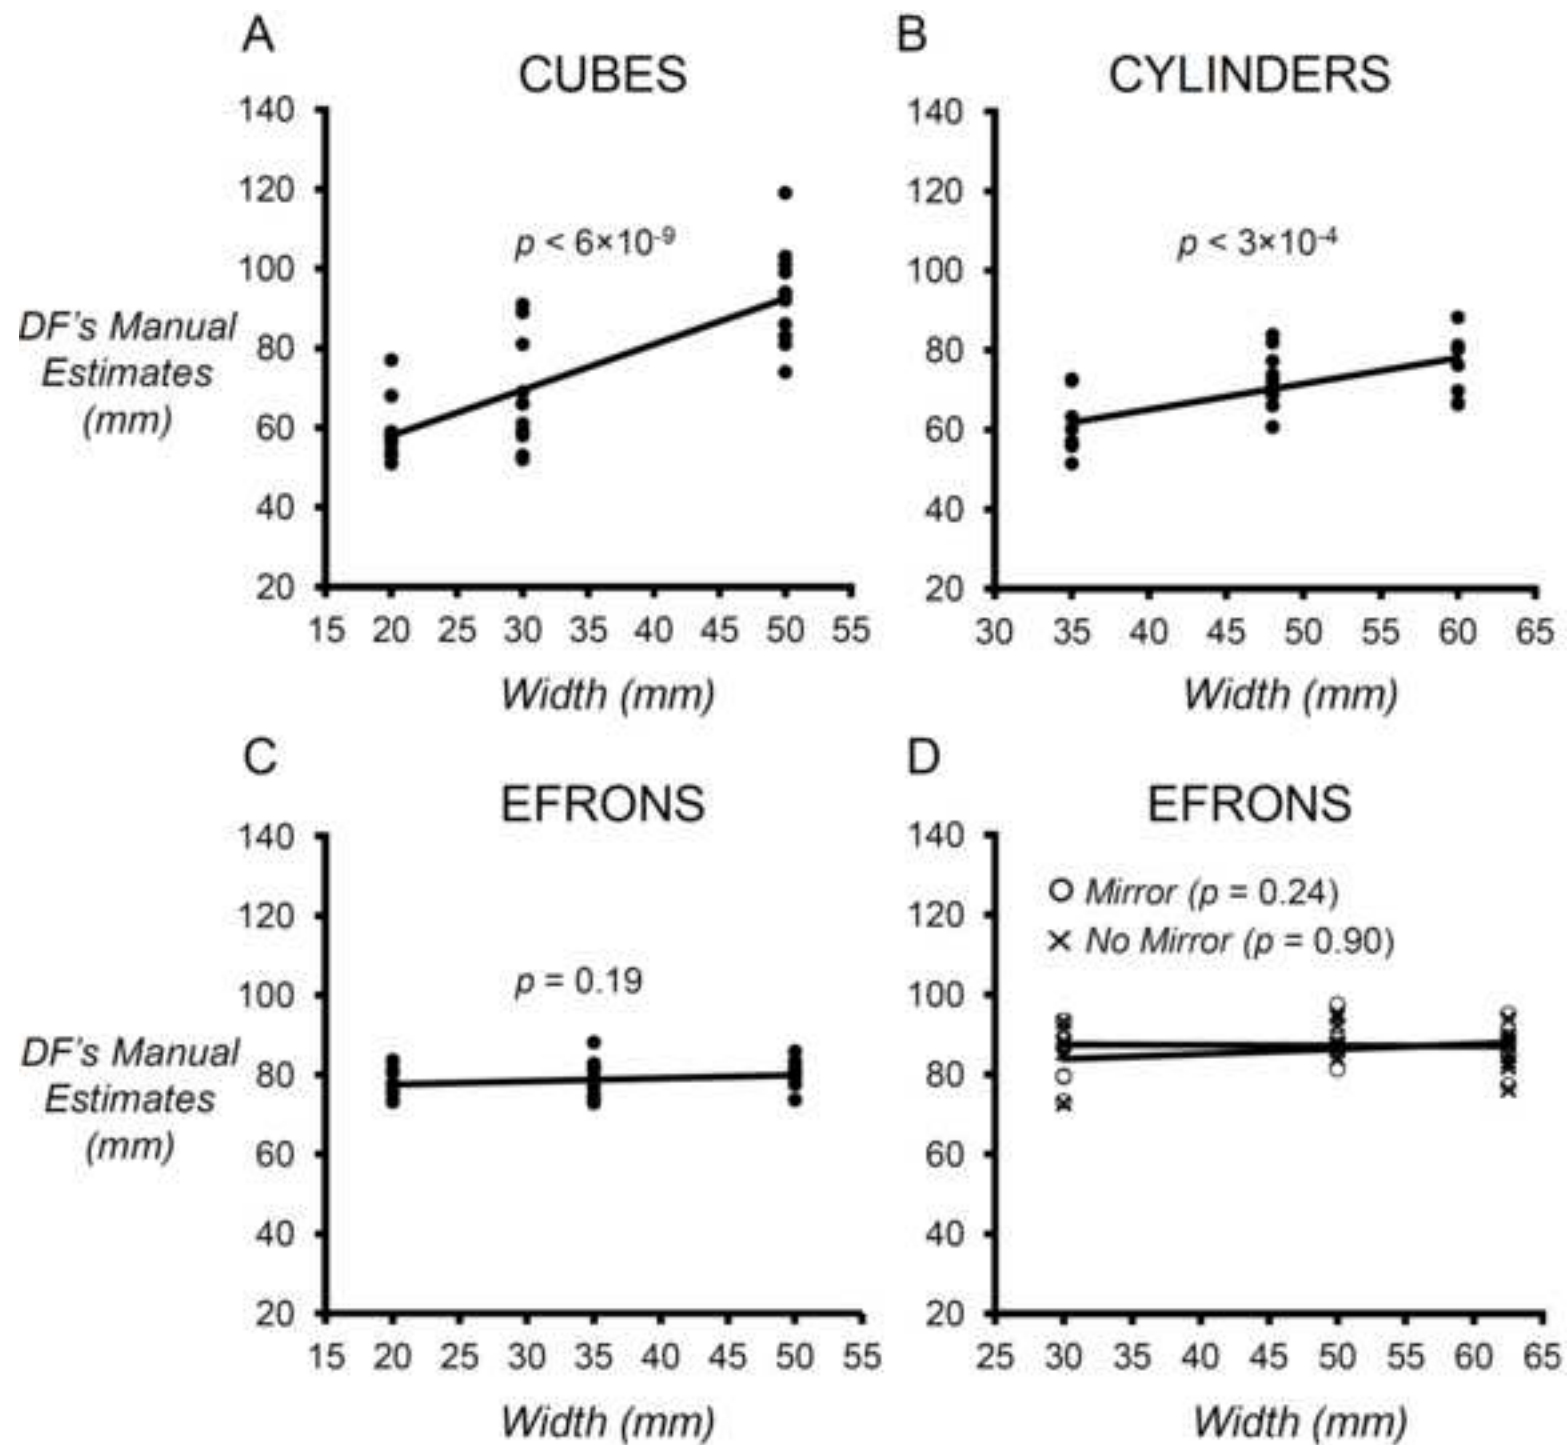 A
CUBES
140
120
100
80
60
40
20
p < 6×10⁻⁹
DF's Manual
Estimates
(mm)
15 20 25 30 35 40 45 50 55
Width (mm)
B
CYLINDERS
140
120
100
80
60
40
20
p < 3×10⁻⁴
30 35 40 45 50 55 60 65
Width (mm)
C
EFRONS
140
120
100
80
60
40
20
p = 0.19
DF's Manual
Estimates
(mm)
15 20 25 30 35 40 45 50 55
Width (mm)
D
EFRONS
140
120
100
80
60
40
20
Mirror (p = 0.24)
No Mirror (p = 0.90)
25 30 35 40 45 50 55 60 65
Width (mm)